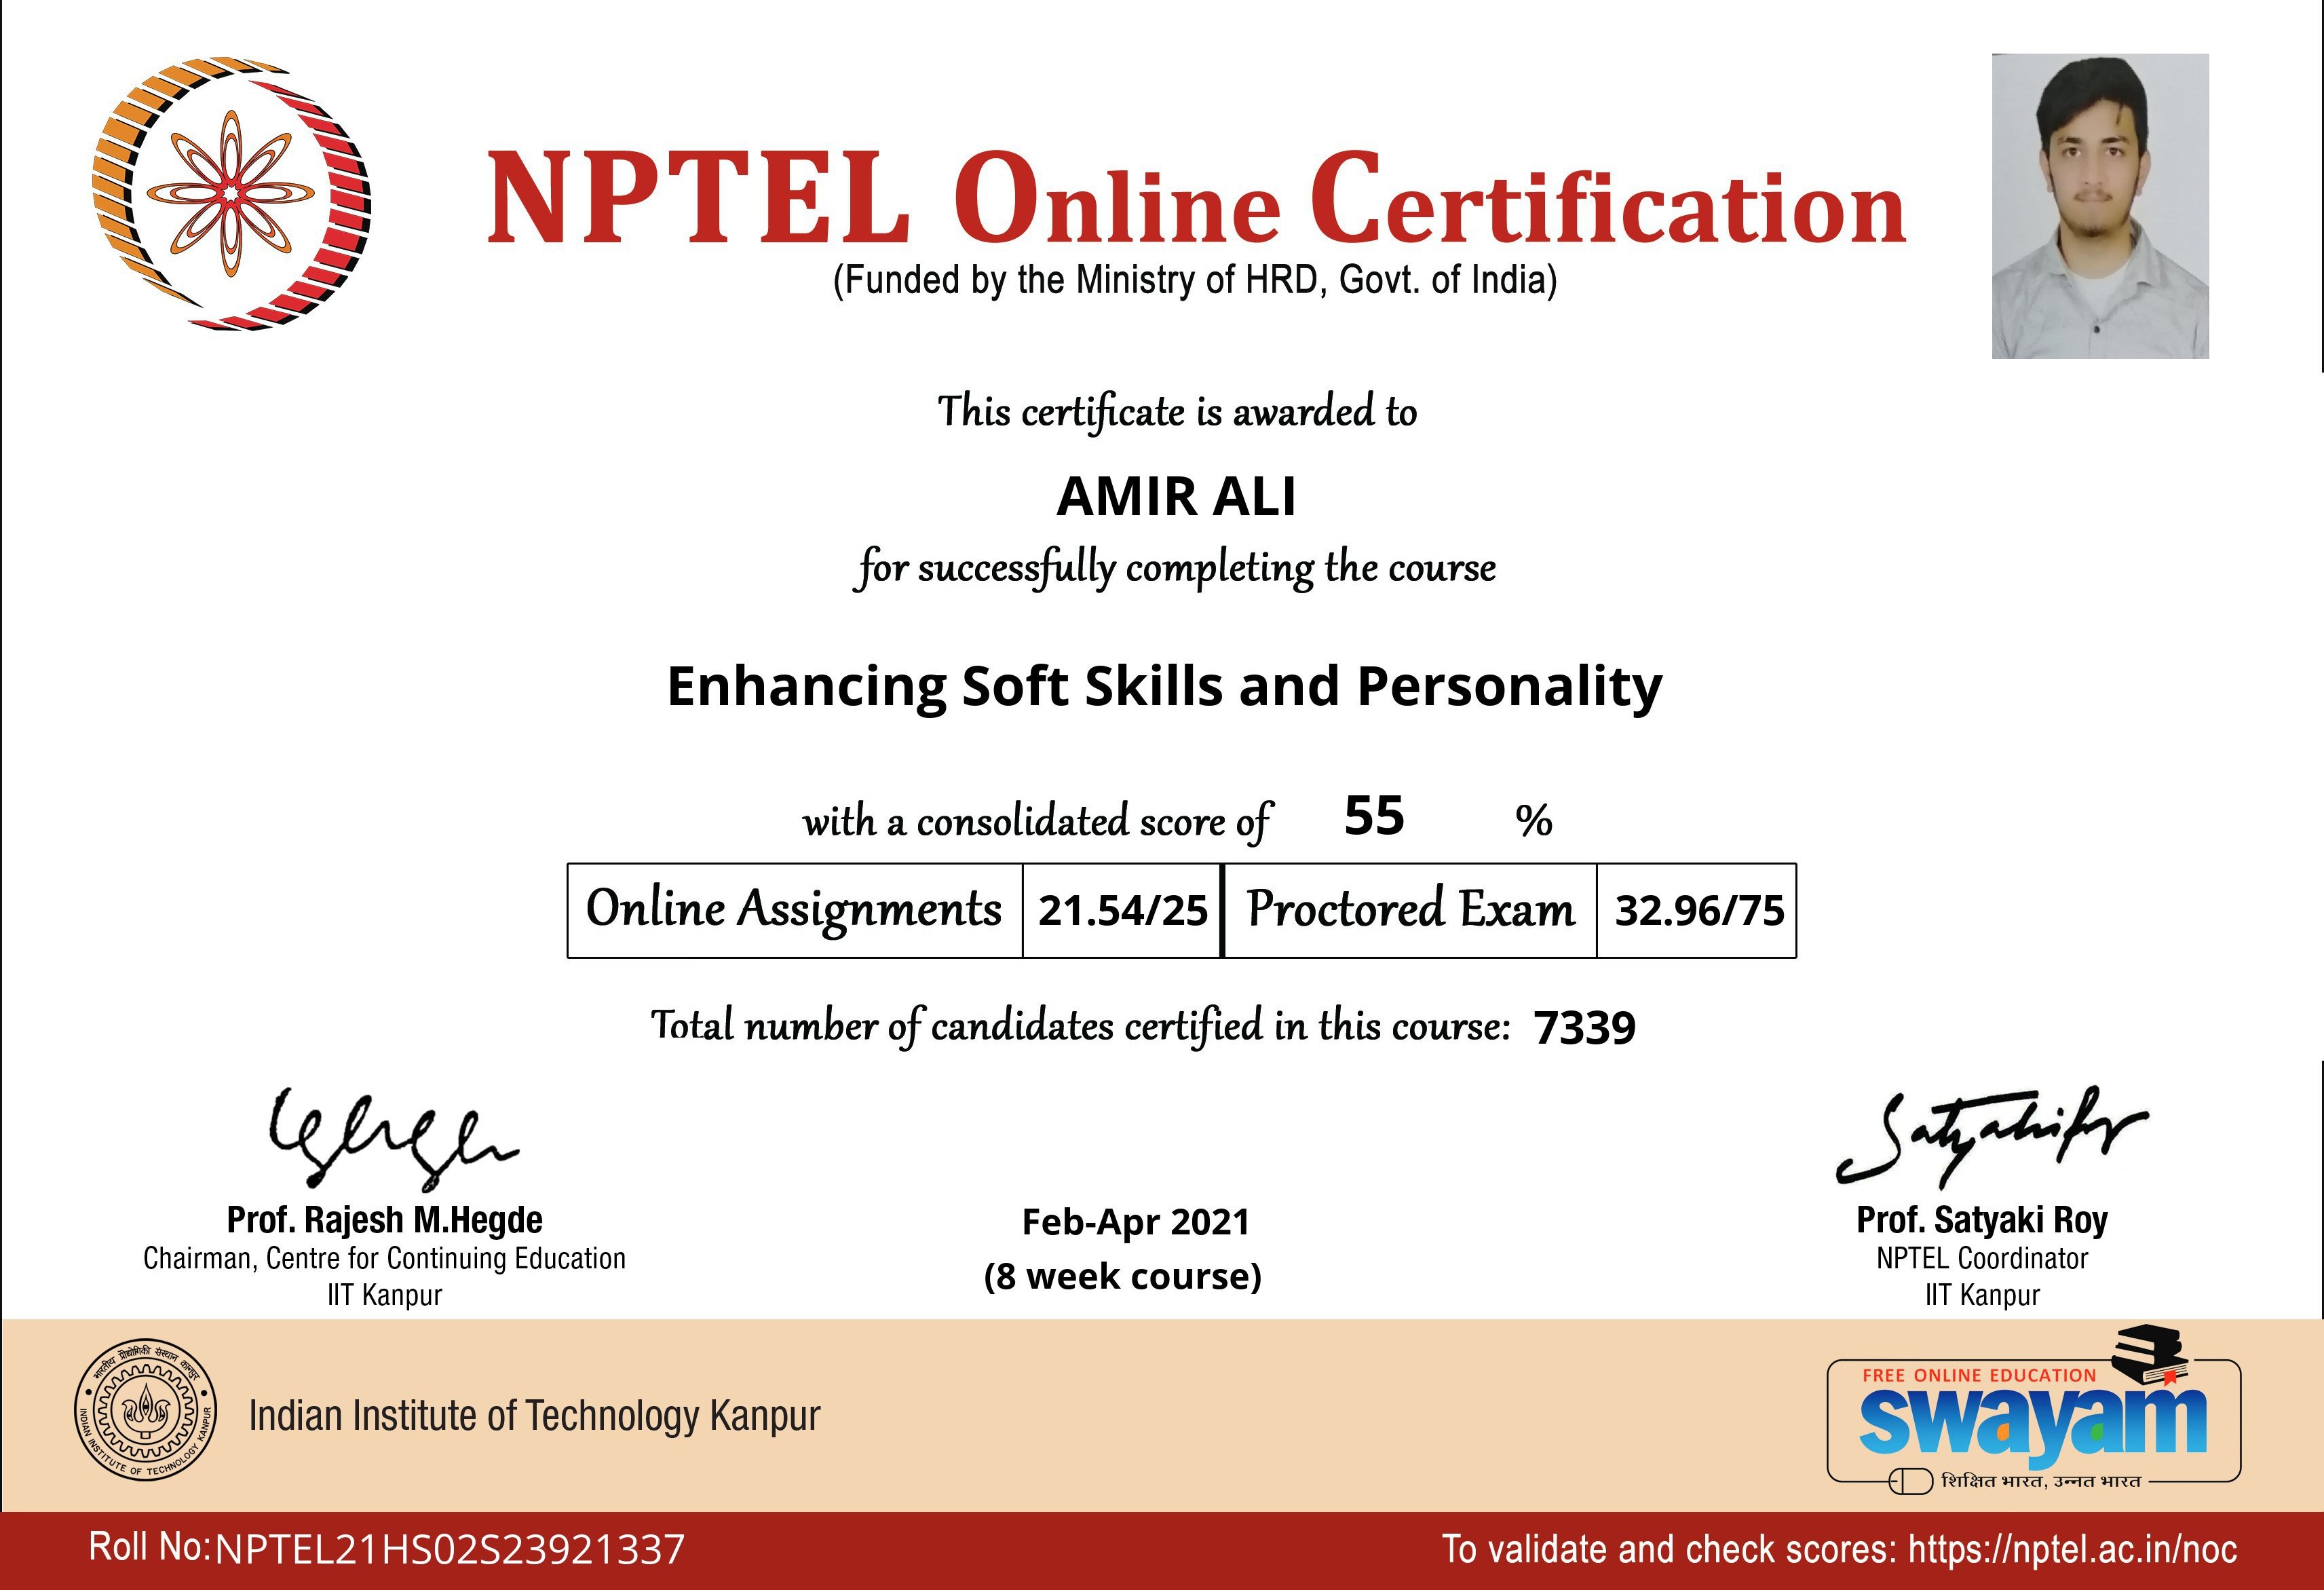 NPTEL Online Certification
(Funded by the Ministry of HRD, Govt. of India)
This certificate is awarded to
AMIR ALI
for successfully completing the course
Enhancing Soft Skills and Personality
with a consolidated score of 55 %
Online Assignments 21.54/25 Proctored Exam 32.96/75
Total number of candidates certified in this course: 7339
Prof. Rajesh M.Hegde
Chairman, Centre for Continuing Education
IIT Kanpur
Feb-Apr 2021
(8 week course)
Prof. Satyaki Roy
NPTEL Coordinator
IIT Kanpur
भारतीय प्रौद्योगिकी संस्थान कानपुर
INDIAN INSTITUTE OF TECHNOLOGY KANPUR
Indian Institute of Technology Kanpur
FREE ONLINE EDUCATION
swayam
शिक्षित भारत, उन्नत भारत
Roll No:NPTEL21HS02S23921337
To validate and check scores: https://nptel.ac.in/noc